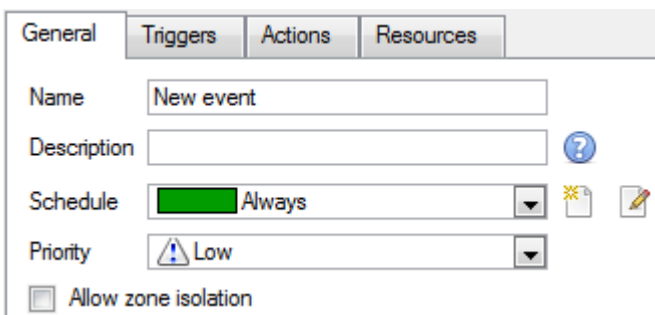 General Triggers Actions Resources
Name New event
Description
Schedule Always
Priority Low
Allow zone isolation